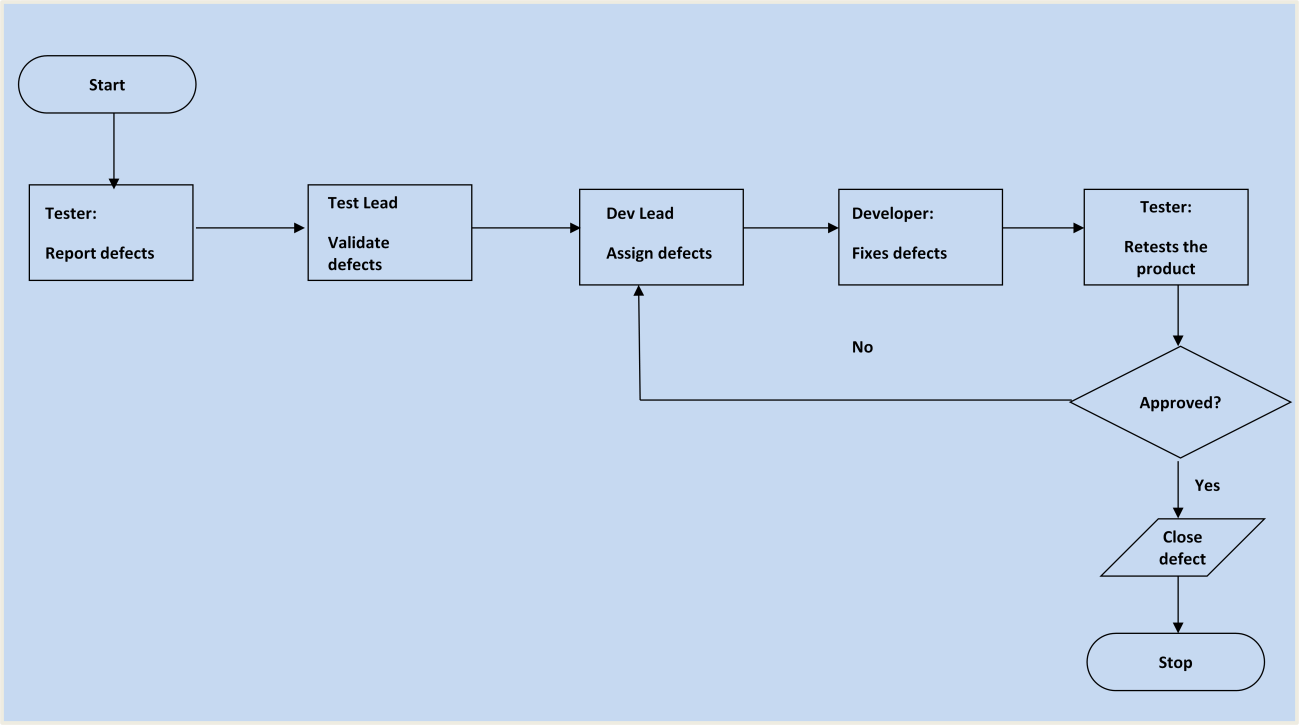 Start
Tester:
Report defects
Test Lead
Validate
defects
Dev Lead
Assign defects
Developer:
Fixes defects
Tester:
Retests the
product
No
Approved?
Yes
Close
defect
Stop